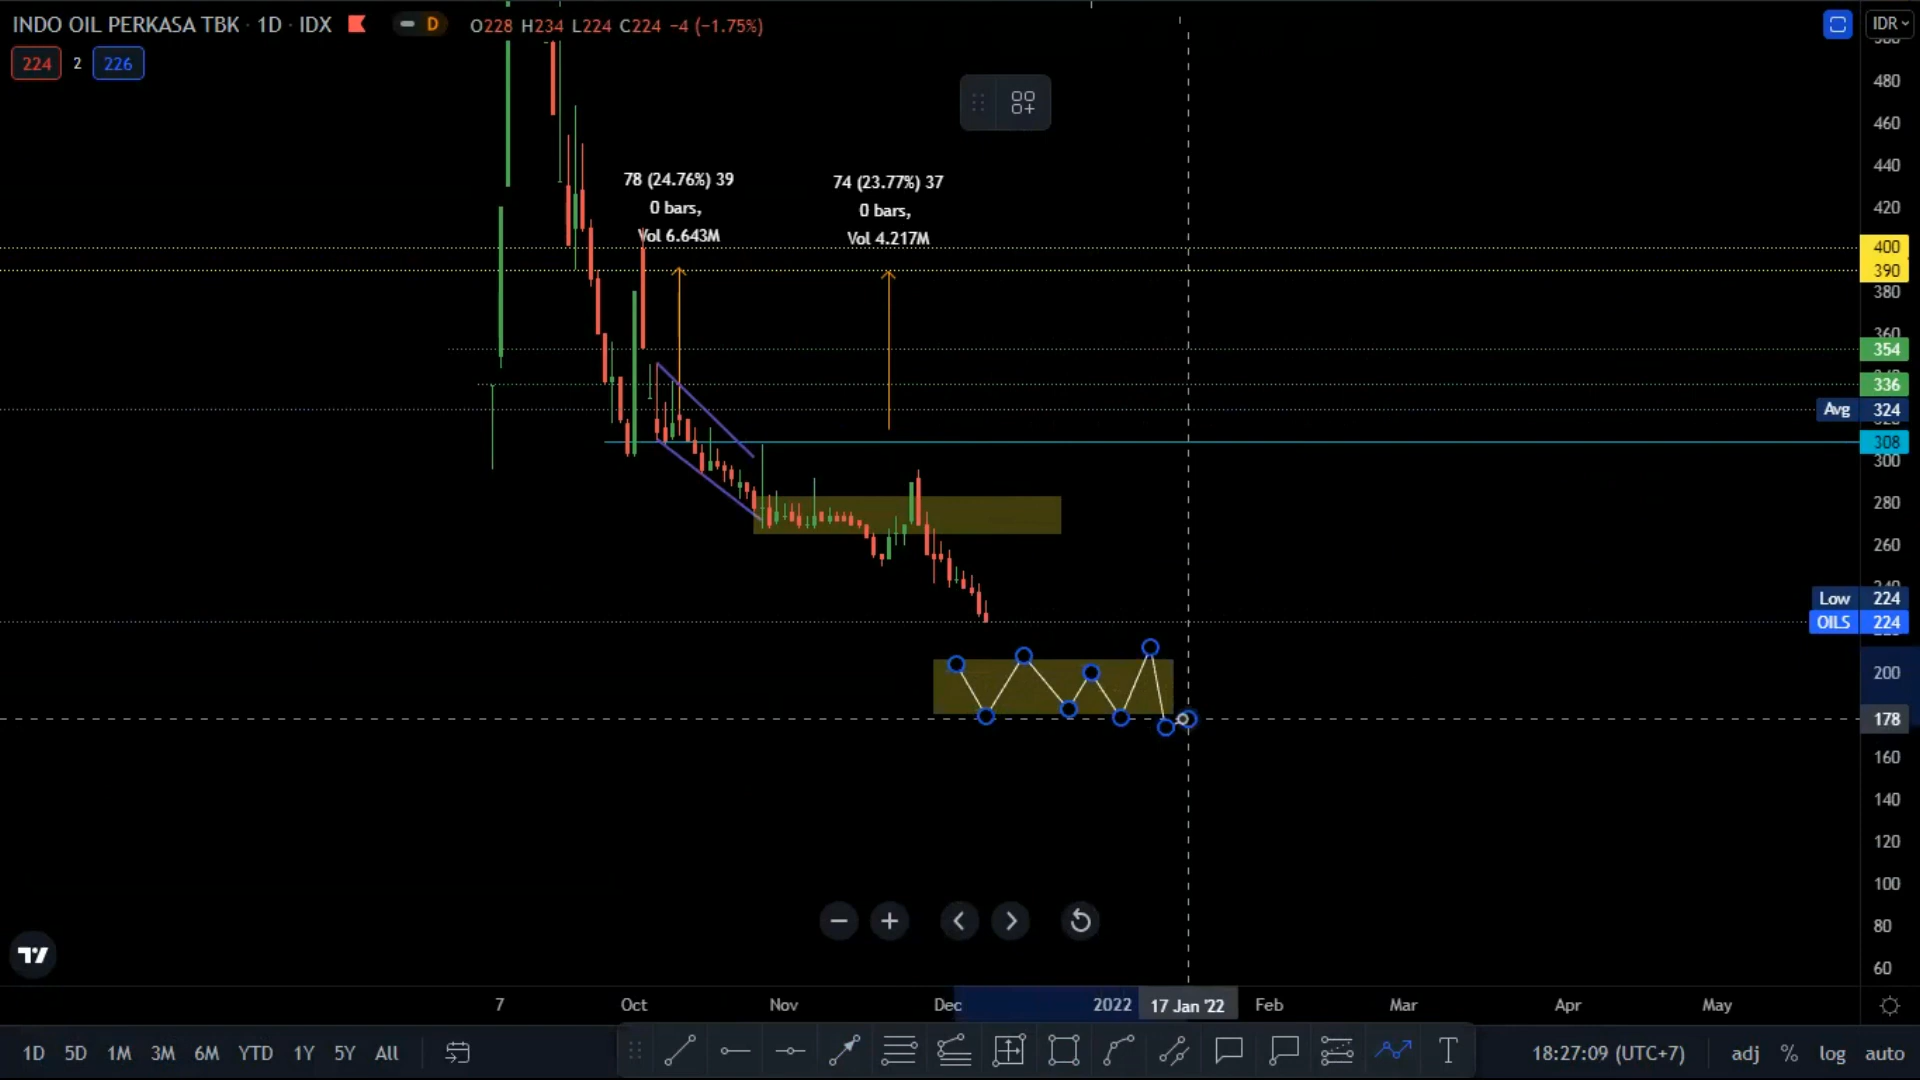 INDO OIL PERKASA TBK · 1D · IDX
D
O228 H234 L224 C224 −4 (−1.75%)
IDR
224
2
226
480
460
440
420
400
390
380
360
354
336
Avg 324
308
300
280
260
240
Low 224
OILS 224
200
178
160
140
120
100
80
60
78 (24.76%) 39
0 bars,
Vol 6.643M
74 (23.77%) 37
0 bars,
Vol 4.217M
7
Oct
Nov
Dec
2022
17 Jan '22
Feb
Mar
Apr
May
1D
5D
1M
3M
6M
YTD
1Y
5Y
All
T
18:27:09 (UTC+7)
adj
%
log
auto